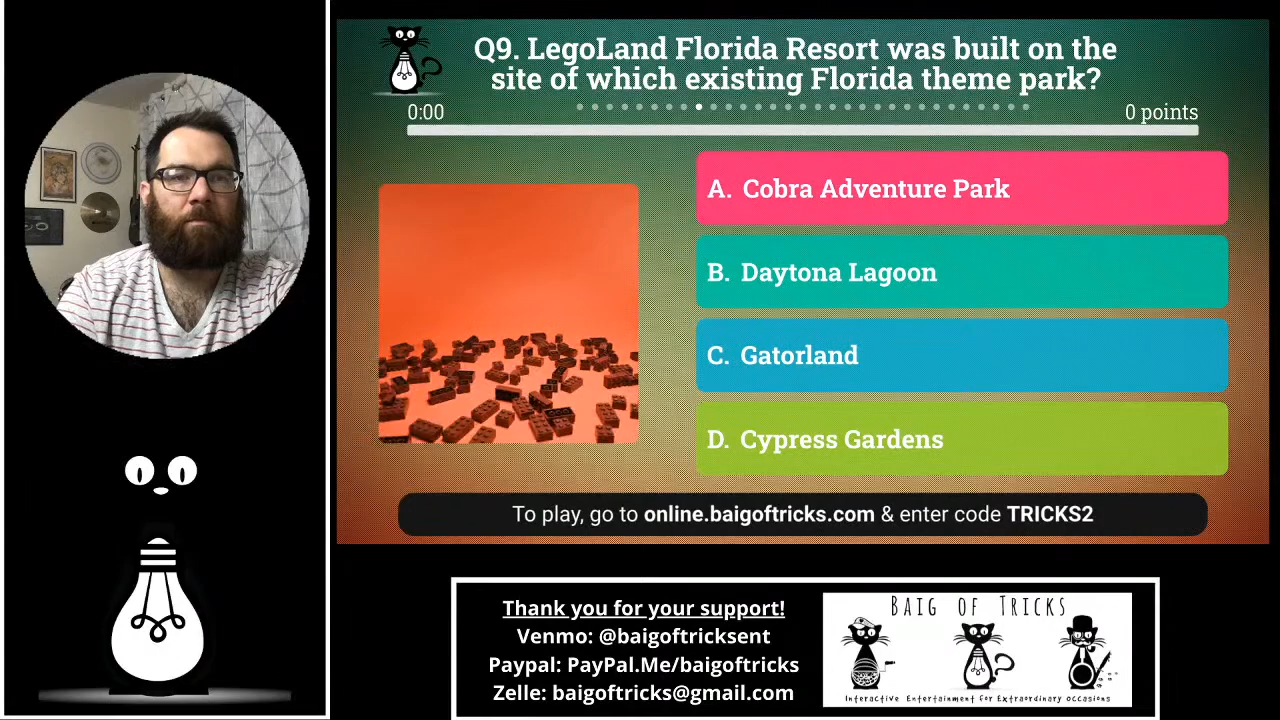 Q9. LegoLand Florida Resort was built on the
site of which existing Florida theme park?
0:00
0 points
A. Cobra Adventure Park
B. Daytona Lagoon
C. Gatorland
D. Cypress Gardens
To play, go to online.baigoftricks.com & enter code TRICKS2
Thank you for your support!
Venmo: @baigoftricksent
Paypal: PayPal.Me/baigoftricks
Zelle: baigoftricks@gmail.com
BAIG OF TRICKS
Interactive Entertainment for Extraordinary occasions